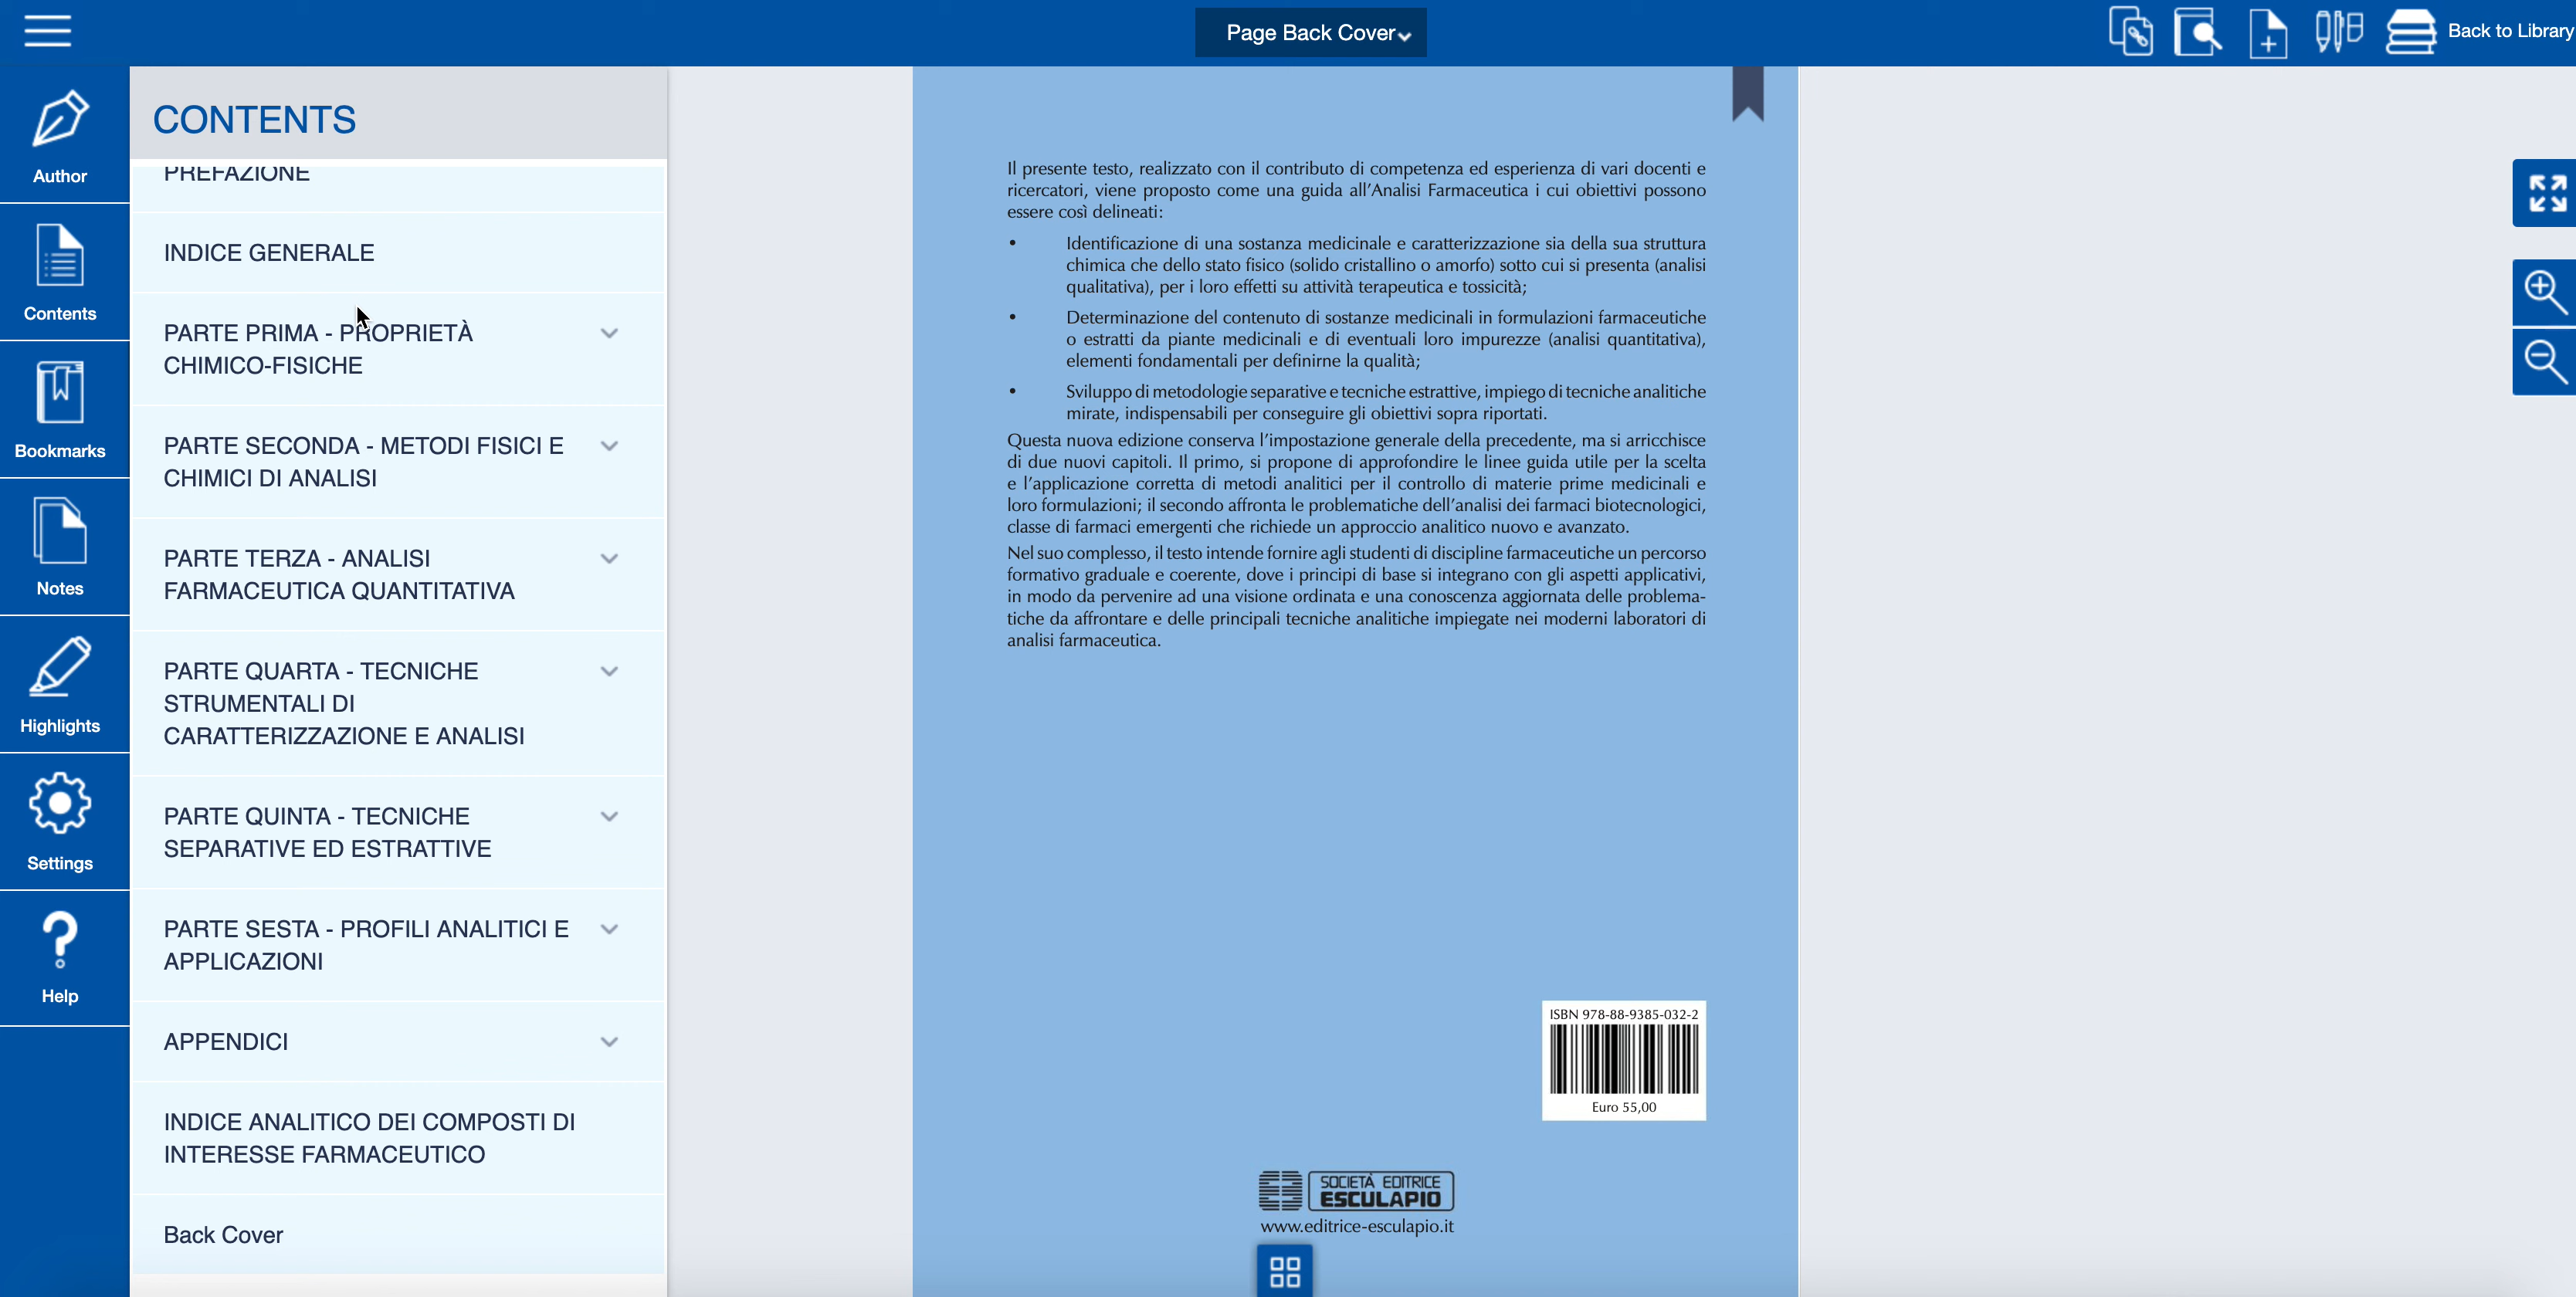 Page Back Cover
Back to Library
Author
Contents
Bookmarks
Notes
Highlights
Settings
Help
CONTENTS
PREFAZIONE
INDICE GENERALE
PARTE PRIMA - PROPRIETÀ
CHIMICO-FISICHE
PARTE SECONDA - METODI FISICI E
CHIMICI DI ANALISI
PARTE TERZA - ANALISI
FARMACEUTICA QUANTITATIVA
PARTE QUARTA - TECNICHE
STRUMENTALI DI
CARATTERIZZAZIONE E ANALISI
PARTE QUINTA - TECNICHE
SEPARATIVE ED ESTRATTIVE
PARTE SESTA - PROFILI ANALITICI E
APPLICAZIONI
APPENDICI
INDICE ANALITICO DEI COMPOSTI DI
INTERESSE FARMACEUTICO
Back Cover
Il presente testo, realizzato con il contributo di competenza ed esperienza di vari docenti e
ricercatori, viene proposto come una guida all'Analisi Farmaceutica i cui obiettivi possono
essere così delineati:
• Identificazione di una sostanza medicinale e caratterizzazione sia della sua struttura
chimica che dello stato fisico (solido cristallino o amorfo) sotto cui si presenta (analisi
qualitativa), per i loro effetti su attività terapeutica e tossicità;
• Determinazione del contenuto di sostanze medicinali in formulazioni farmaceutiche
o estratti da piante medicinali e di eventuali loro impurezze (analisi quantitativa),
elementi fondamentali per definirne la qualità;
• Sviluppo di metodologie separative e tecniche estrattive, impiego di tecniche analitiche
mirate, indispensabili per conseguire gli obiettivi sopra riportati.
Questa nuova edizione conserva l'impostazione generale della precedente, ma si arricchisce
di due nuovi capitoli. Il primo, si propone di approfondire le linee guida utile per la scelta
e l'applicazione corretta di metodi analitici per il controllo di materie prime medicinali e
loro formulazioni; il secondo affronta le problematiche dell'analisi dei farmaci biotecnologici,
classe di farmaci emergenti che richiede un approccio analitico nuovo e avanzato.
Nel suo complesso, il testo intende fornire agli studenti di discipline farmaceutiche un percorso
formativo graduale e coerente, dove i principi di base si integrano con gli aspetti applicativi,
in modo da pervenire ad una visione ordinata e una conoscenza aggiornata delle problema-
tiche da affrontare e delle principali tecniche analitiche impiegate nei moderni laboratori di
analisi farmaceutica.
ISBN 978-88-9385-032-2
Euro 55,00
SOCIETÀ EDITRICE
ESCULAPIO
www.editrice-esculapio.it